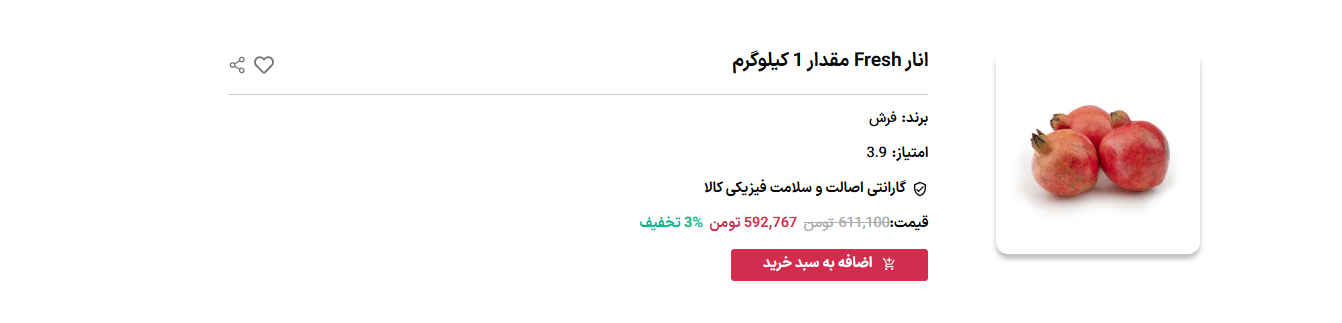 انار Fresh مقدار 1 کیلوگرم
برند: فرش
امتیاز: 3.9
گارانتی اصالت و سلامت فیزیکی کالا
قیمت: 611,100 تومن 592,767 تومن 3% تخفیف
اضافه به سبد خرید